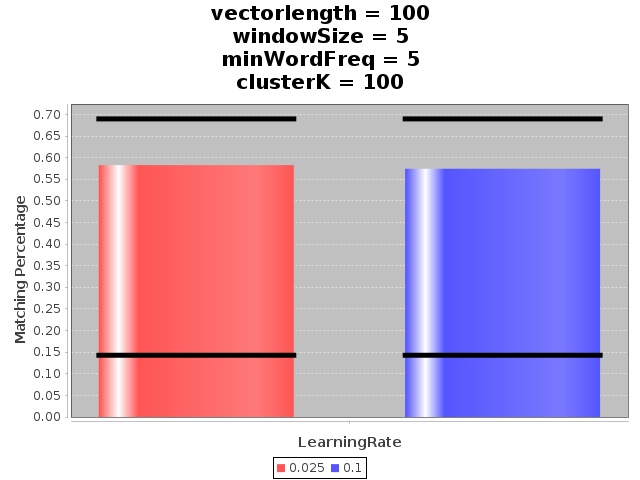 vectorlength = 100
windowSize = 5
minWordFreq = 5
clusterK = 100
Matching Percentage
0.70
0.65
0.60
0.55
0.50
0.45
0.40
0.35
0.30
0.25
0.20
0.15
0.10
0.05
0.00
LearningRate
0.025 0.1